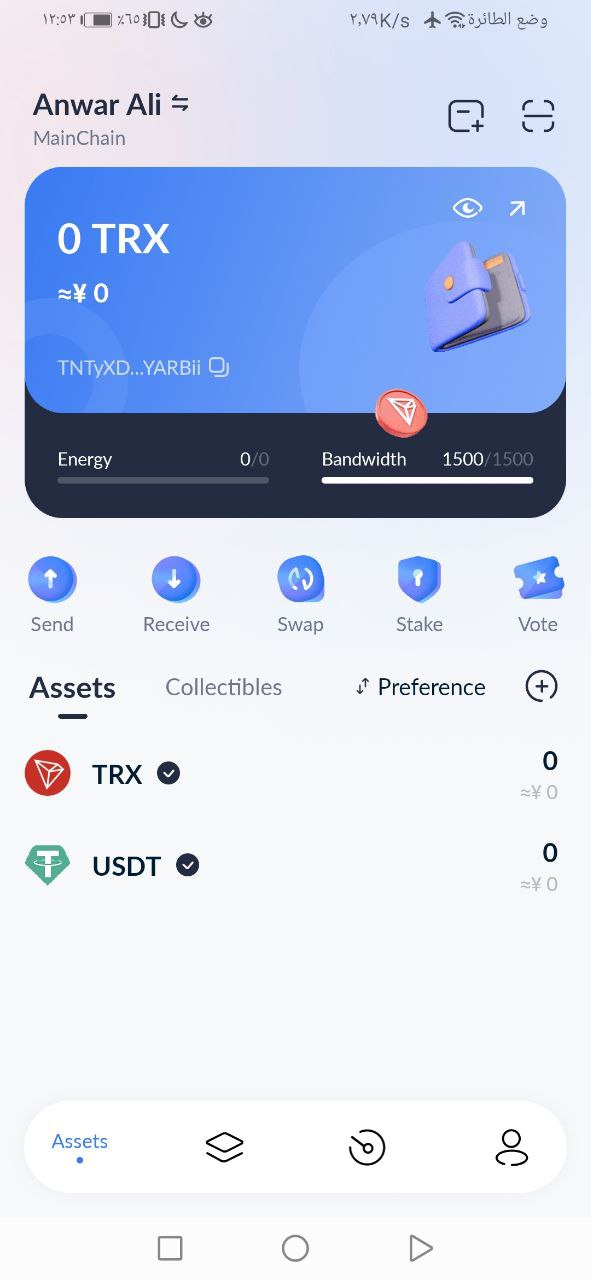 ١٢:٥٣ ٪٦٥ ٢,٧٩K/s وضع الطائرة
Anwar Ali
MainChain
0 TRX
≈¥ 0
TNTyXD...YARBii
Energy 0/0 Bandwidth 1500/1500
Send Receive Swap Stake Vote
Assets Collectibles Preference
TRX 0
≈¥ 0
USDT 0
≈¥ 0
Assets